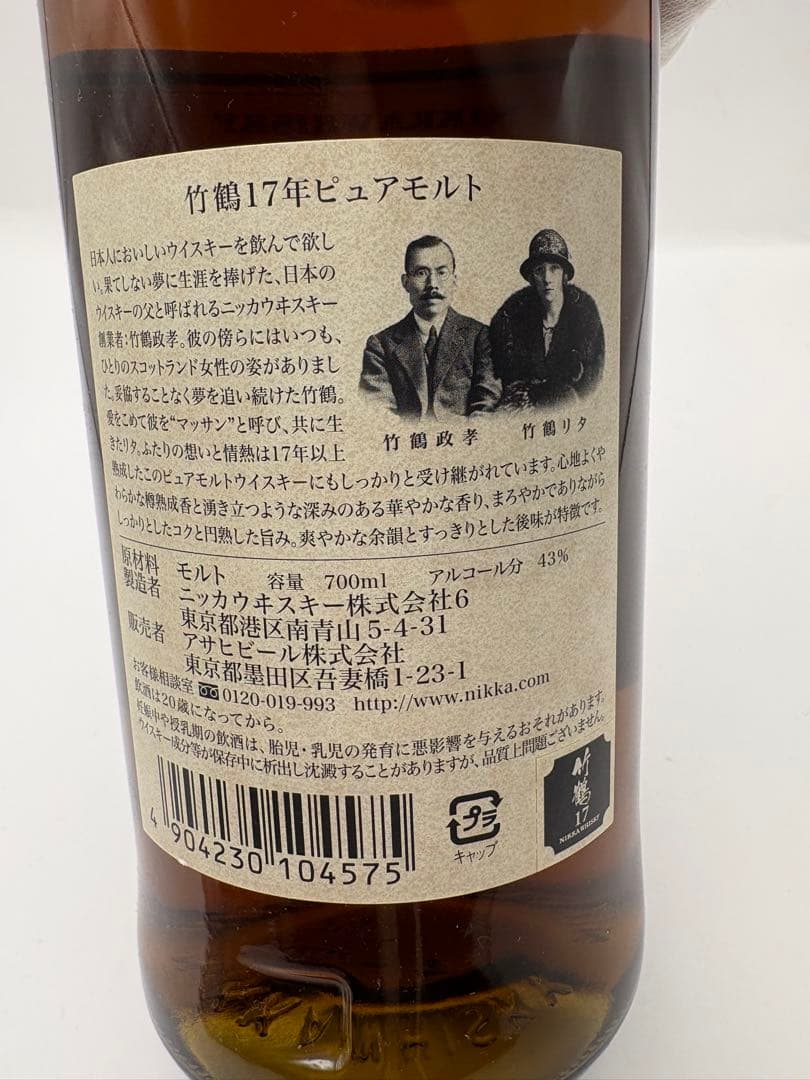 竹鶴17年ピュアモルト
日本人においしいウイスキーを飲んで欲し
い。果てしない夢に生涯を捧げた、日本の
ウイスキーの父と呼ばれるニッカウヰスキー
創業者：竹鶴政孝。彼の傍らにはいつも、
ひとりのスコットランド女性の姿がありまし
た。妥協することなく夢を追い続けた竹鶴。
愛をこめて彼を“マッサン”と呼び、共に生
きたリタ。ふたりの想いと情熱は17年以上
熟成したこのピュアモルトウイスキーにもしっかりと受け継がれています。心地よくや
わらかな樽熟成香と湧き立つような深みのある華やかな香り、まろやかでありながら
しっかりとしたコクと円熟した旨み。爽やかな余韻とすっきりとした後味が特徴です。
竹鶴政孝
竹鶴リタ
原材料 モルト 容量 700ml アルコール分 43%
製造者 ニッカウヰスキー株式会社6
東京都港区南青山5-4-31
販売者 アサヒビール株式会社
東京都墨田区吾妻橋1-23-1
お客様相談室 0120-019-993 http://www.nikka.com
飲酒は20歳になってから。
妊娠中や授乳期の飲酒は、胎児・乳児の発育に悪影響を与えるおそれがあります。
ウイスキー成分等が保存中に析出し沈澱することがありますが、品質上問題ございません。
4 904230 104575
プラ
キャップ
竹鶴
17
NIKKA WHISKY